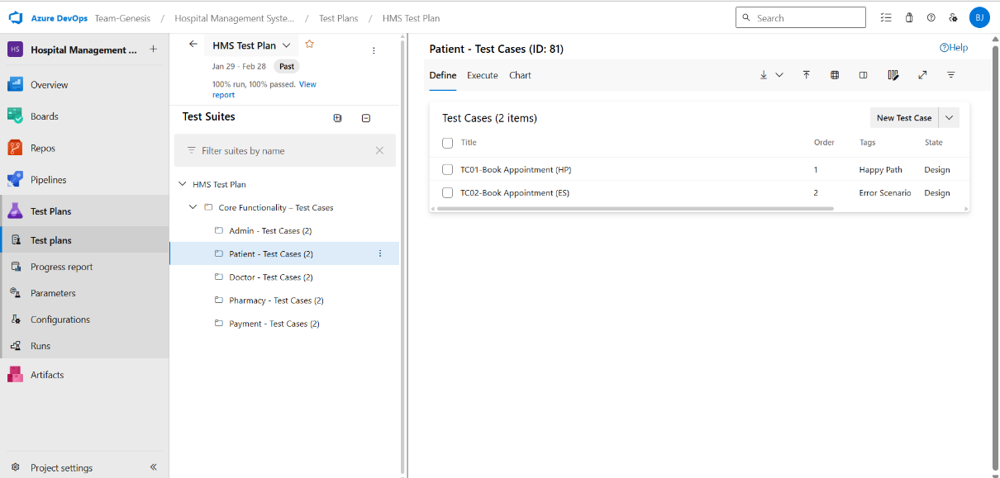 Azure DevOps Team-Genesis / Hospital Management Syste... / Test Plans / HMS Test Plan
Search
BJ
HS Hospital Management ...
Overview
Boards
Repos
Pipelines
Test Plans
Test plans
Progress report
Parameters
Configurations
Runs
Artifacts
Project settings
HMS Test Plan
Jan 29 - Feb 28 Past
100% run, 100% passed. View
report
Test Suites
Filter suites by name
HMS Test Plan
Core Functionality – Test Cases
Admin - Test Cases (2)
Patient - Test Cases (2)
Doctor - Test Cases (2)
Pharmacy - Test Cases (2)
Payment - Test Cases (2)
Patient - Test Cases (ID: 81)
Help
Define Execute Chart
Test Cases (2 items)
New Test Case
Title Order Tags State
TC01-Book Appointment (HP) 1 Happy Path Design
TC02-Book Appointment (ES) 2 Error Scenario Design